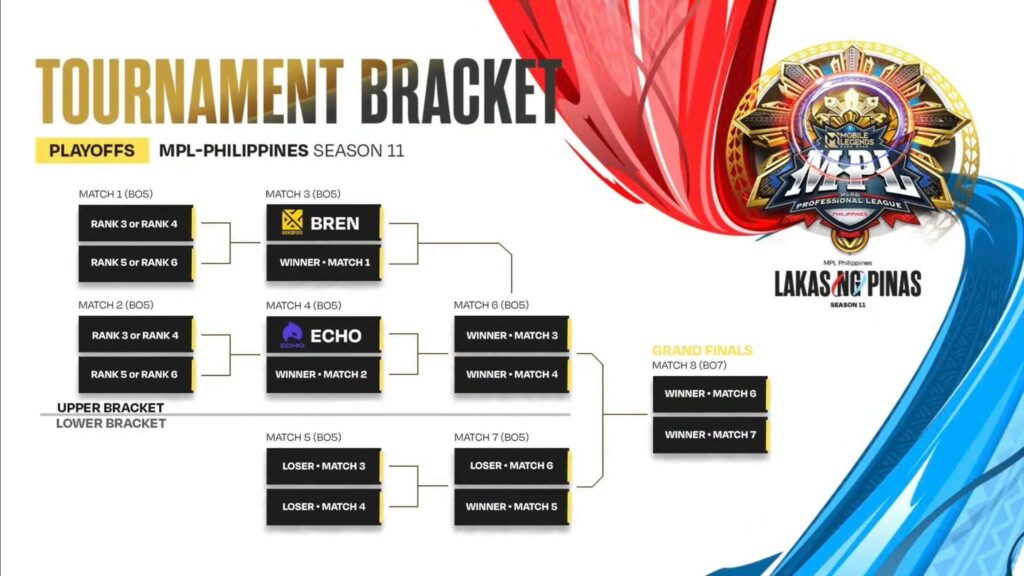 TOURNAMENT BRACKET
PLAYOFFS MPL-PHILIPPINES SEASON 11
MATCH 1 (BO5)
RANK 3 or RANK 4
RANK 5 or RANK 6
MATCH 3 (BO5)
BREN
WINNER • MATCH 1
MATCH 2 (BO5)
RANK 3 or RANK 4
RANK 5 or RANK 6
MATCH 4 (BO5)
ECHO
ECHO
WINNER • MATCH 2
MATCH 6 (BO5)
WINNER • MATCH 3
WINNER • MATCH 4
GRAND FINALS
MATCH 8 (BO7)
WINNER • MATCH 6
WINNER • MATCH 7
UPPER BRACKET
LOWER BRACKET
MATCH 5 (BO5)
LOSER • MATCH 3
LOSER • MATCH 4
MATCH 7 (BO5)
LOSER • MATCH 6
WINNER • MATCH 5
MOBILE
LEGENDS
MPL
MLBB
PROFESSIONAL LEAGUE
PHILIPPINES
MPL Philippines
LAKAS NG PINAS
SEASON 11